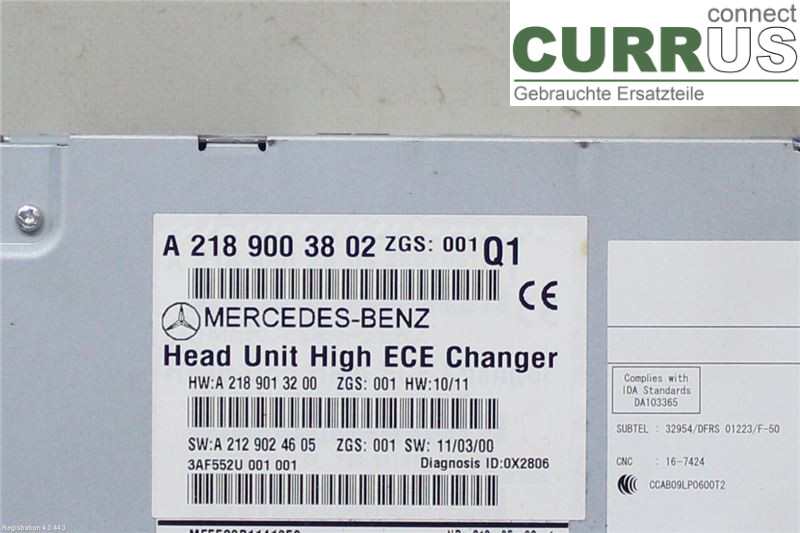 connect
CURRUS
Gebrauchte Ersatzteile
A 218 900 38 02 ZGS: 001 Q1
CE
MERCEDES-BENZ
Head Unit High ECE Changer
HW:A 218 901 32 00 ZGS: 001 HW:10/11
SW:A 212 902 46 05 ZGS: 001 SW: 11/03/00
3AF552U 001 001 Diagnosis ID:0X2806
Complies with
IDA Standards
DA103365
SUBTEL : 32954/DFRS 01223/F-50
CNC : 16-7424
CCAB09LP0600T2
Registration 4.0.443